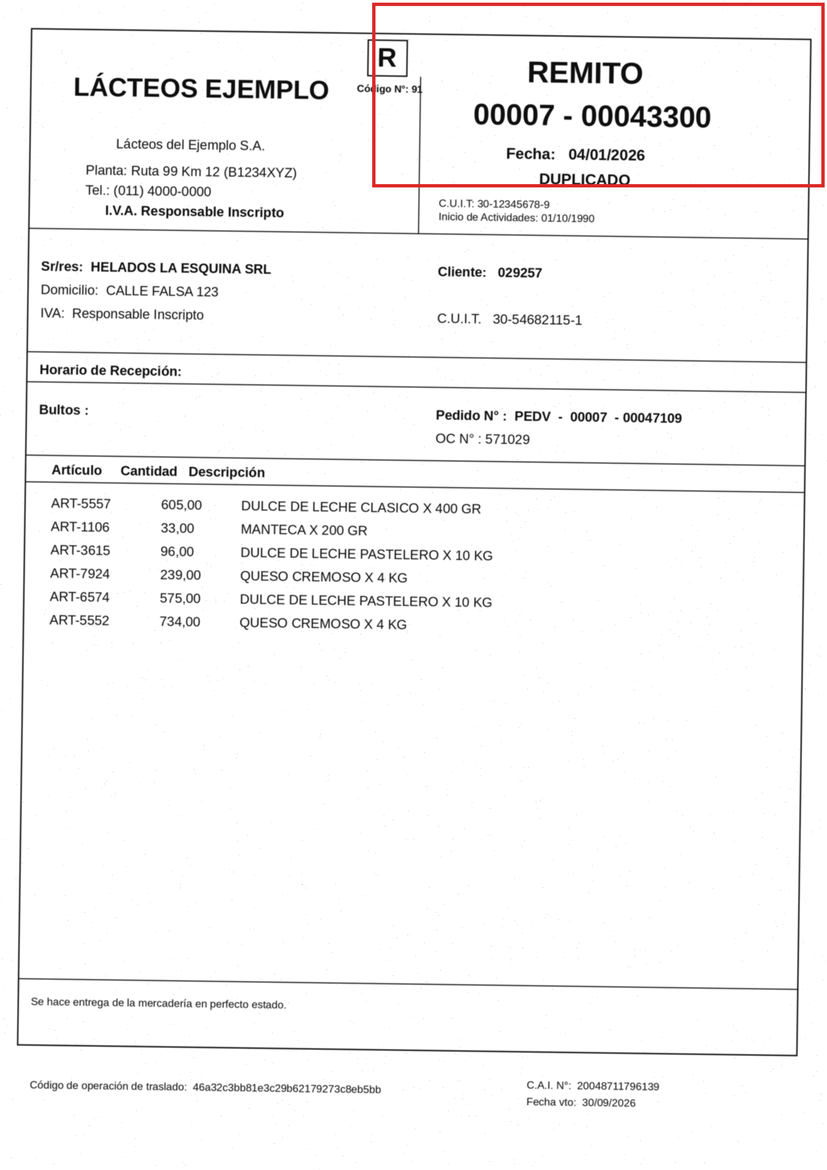 R
LÁCTEOS EJEMPLO
Código N°: 91
REMITO
00007 - 00043300
Fecha: 04/01/2026
DUPLICADO
Lácteos del Ejemplo S.A.
Planta: Ruta 99 Km 12 (B1234XYZ)
Tel.: (011) 4000-0000
I.V.A. Responsable Inscripto
C.U.I.T: 30-12345678-9
Inicio de Actividades: 01/10/1990
Sr/res: HELADOS LA ESQUINA SRL
Cliente: 029257
Domicilio: CALLE FALSA 123
IVA: Responsable Inscripto
C.U.I.T. 30-54682115-1
Horario de Recepción:
Bultos :
Pedido N° : PEDV - 00007 - 00047109
OC N° : 571029
Artículo Cantidad Descripción
ART-5557 605,00 DULCE DE LECHE CLASICO X 400 GR
ART-1106 33,00 MANTECA X 200 GR
ART-3615 96,00 DULCE DE LECHE PASTELERO X 10 KG
ART-7924 239,00 QUESO CREMOSO X 4 KG
ART-6574 575,00 DULCE DE LECHE PASTELERO X 10 KG
ART-5552 734,00 QUESO CREMOSO X 4 KG
Se hace entrega de la mercadería en perfecto estado.
Código de operación de traslado: 46a32c3bb81e3c29b62179273c8eb5bb
C.A.I. N°: 20048711796139
Fecha vto: 30/09/2026